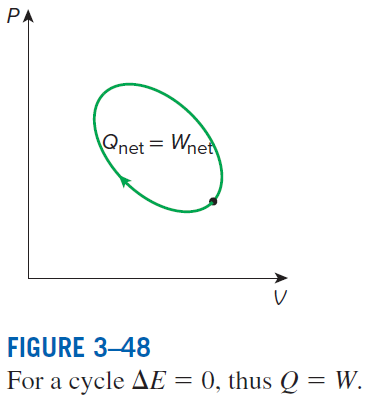 P
Qnet = Wnet
V
FIGURE 3–48
For a cycle ΔE = 0, thus Q = W.